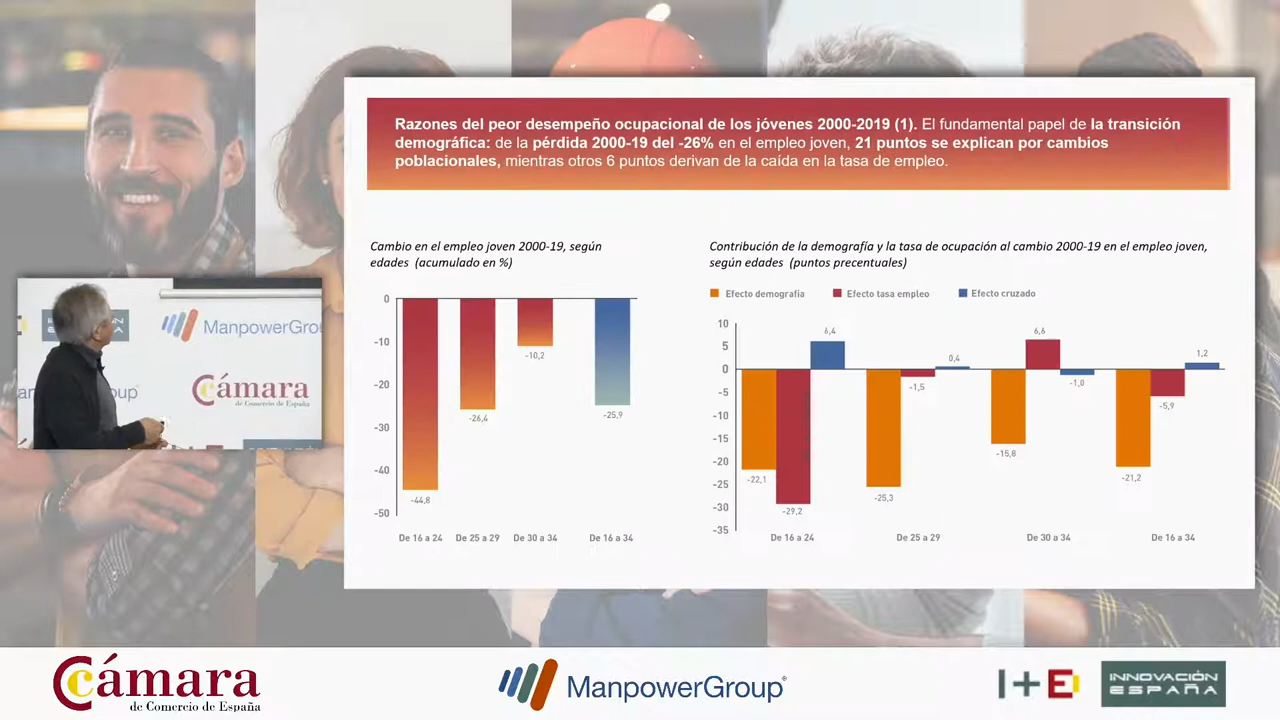 Razones del peor desempeño ocupacional de los jóvenes 2000-2019 (1). El fundamental papel de la transición
demográfica: de la pérdida 2000-19 del -26% en el empleo joven, 21 puntos se explican por cambios
poblacionales, mientras otros 6 puntos derivan de la caída en la tasa de empleo.
Cambio en el empleo joven 2000-19, según
edades (acumulado en %)
0
-10
-20
-30
-40
-50
-44,8
-26,4
-10,2
-25,9
De 16 a 24
De 25 a 29
De 30 a 34
De 16 a 34
Contribución de la demografía y la tasa de ocupación al cambio 2000-19 en el empleo joven,
según edades (puntos precentuales)
Efecto demografía
Efecto tasa empleo
Efecto cruzado
10
5
0
-5
-10
-15
-20
-25
-30
-35
-22,1
-29,2
6,4
-25,3
-1,5
0,4
-15,8
6,6
-1,0
-21,2
-5,9
1,2
De 16 a 24
De 25 a 29
De 30 a 34
De 16 a 34
ESPAÑA
ManpowerGrou
Cámara
de Comercio de España
Cámara
de Comercio de España
ManpowerGroup
I+E
INNOVACIÓN
ESPAÑA